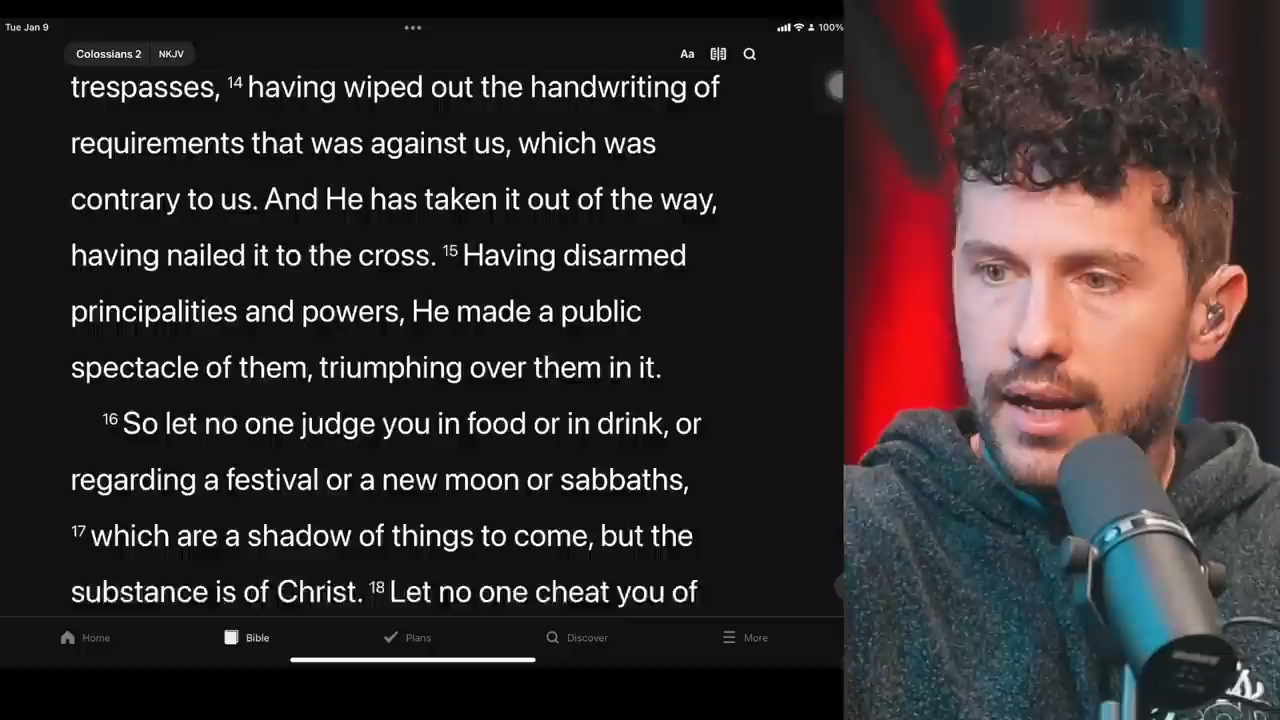 Tue Jan 9
100%
Colossians 2 NKJV
Aa
trespasses, 14 having wiped out the handwriting of
requirements that was against us, which was
contrary to us. And He has taken it out of the way,
having nailed it to the cross. 15 Having disarmed
principalities and powers, He made a public
spectacle of them, triumphing over them in it.
16 So let no one judge you in food or in drink, or
regarding a festival or a new moon or sabbaths,
17 which are a shadow of things to come, but the
substance is of Christ. 18 Let no one cheat you of
Home Bible Plans Discover More